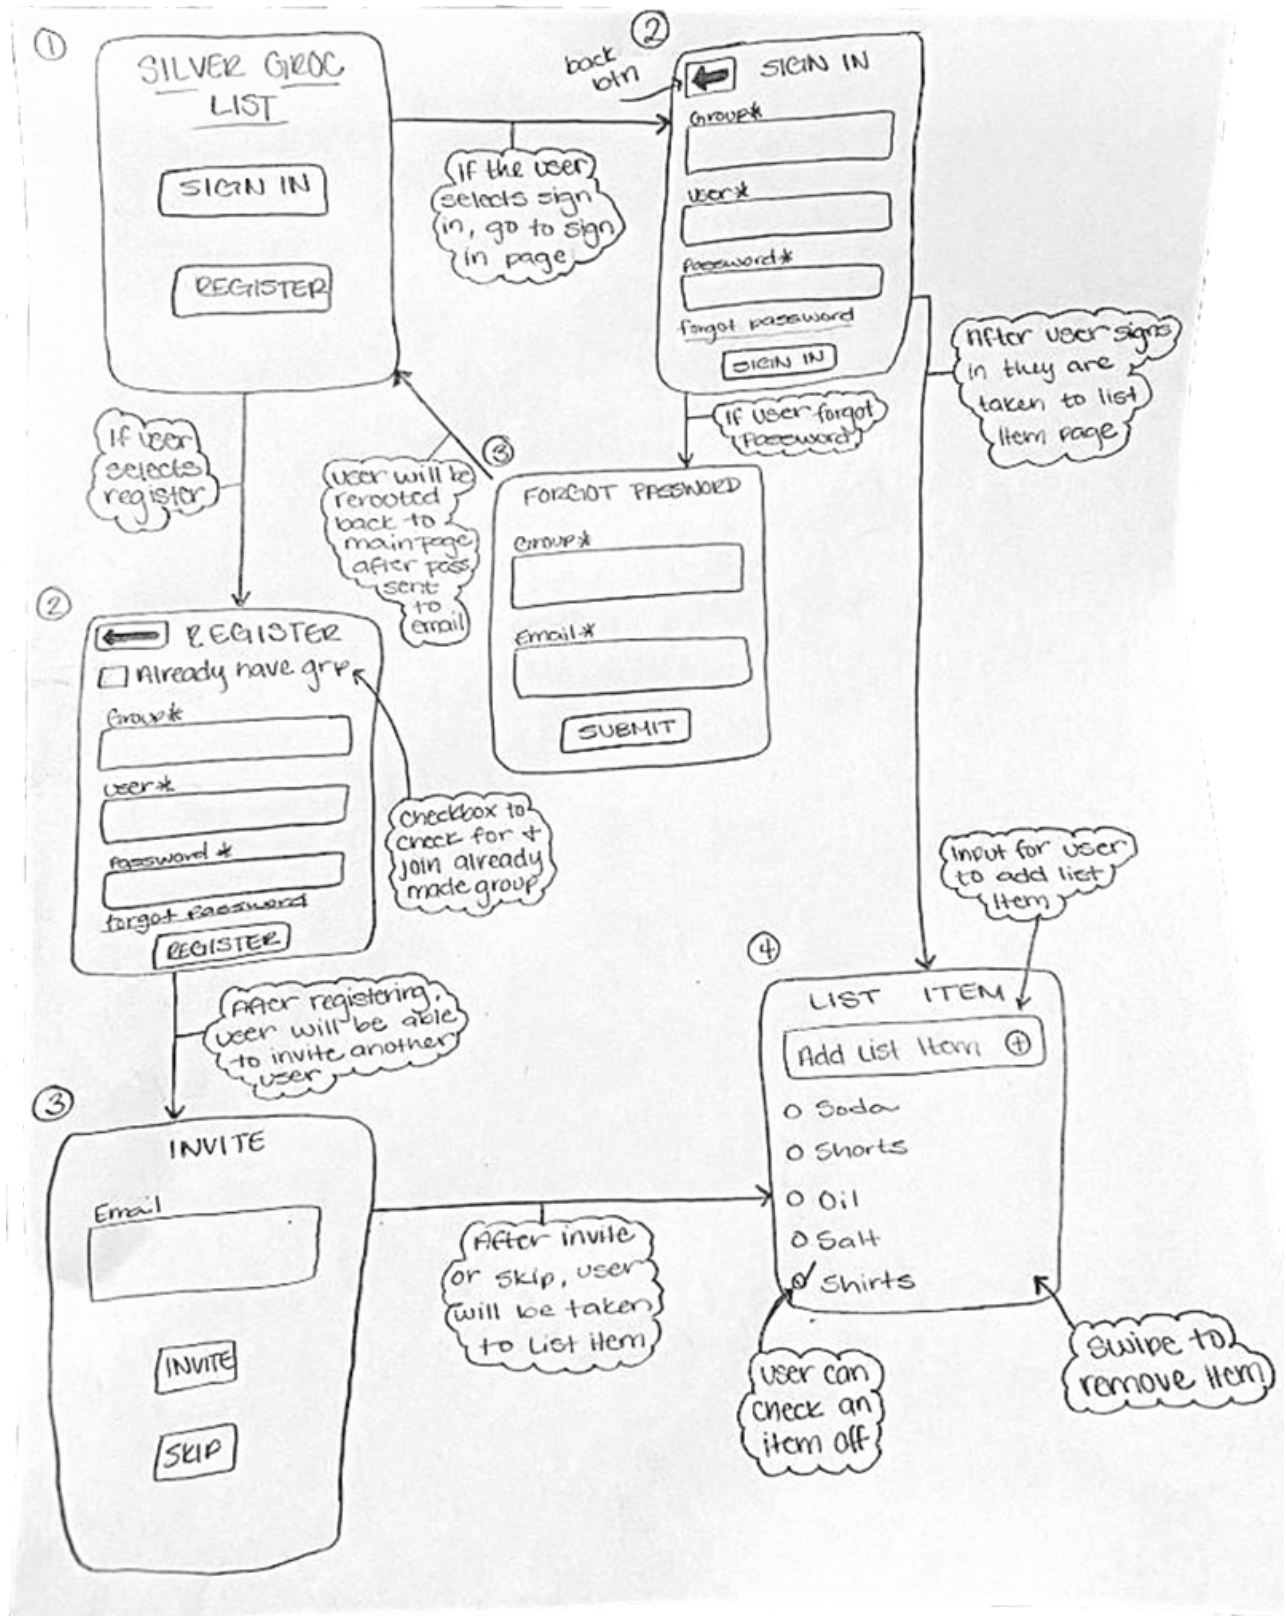 1
SILVER GROC
LIST
SIGN IN
REGISTER
If the user
selects sign
in, go to sign
in page
back
btn
2
SIGN IN
Group*
User*
Password*
forgot password
SIGN IN
After user signs
in they are
taken to list
Item page
If user forgot
Password
If user
selects
register
user will be
rerooted
back to
main page
after pass
sent
to
email
3
FORGOT PASSWORD
Group*
Email*
SUBMIT
2
REGISTER
Already have grp
Group*
user*
Password*
forgot Password
REGISTER
checkbox to
check for +
join already
made group
After registering,
user will be able
to invite another
user
3
INVITE
Email
INVITE
SKIP
After invite
or skip, user
will be taken
to List item
Input for user
to add list
Item
4
LIST ITEM
Add List Item +
Soda
Shorts
Oil
Salt
Shirts
user can
check an
item off
swipe to
remove item